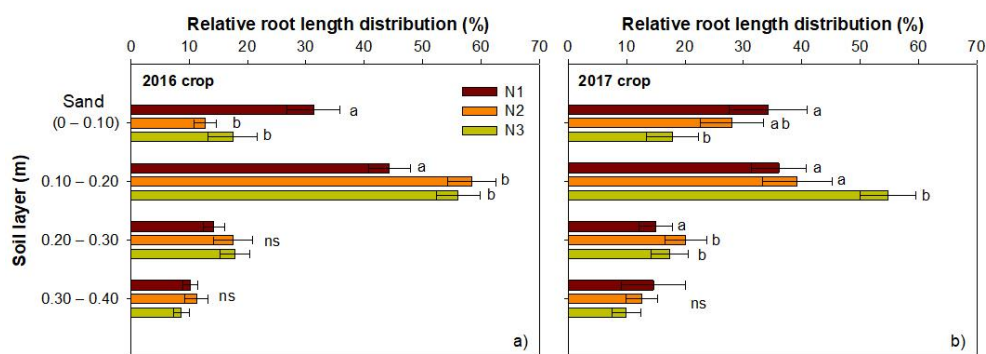 Relative root length distribution (%)
0 10 20 30 40 50 60 70
2016 crop
N1
N2
N3
Soil layer (m)
Sand
(0 – 0.10)
0.10 – 0.20
0.20 – 0.30
0.30 – 0.40
a
b
b
a
b
b
ns
ns
a)
Relative root length distribution (%)
0 10 20 30 40 50 60 70
2017 crop
a
a b
b
a
a
b
a
b
b
ns
b)